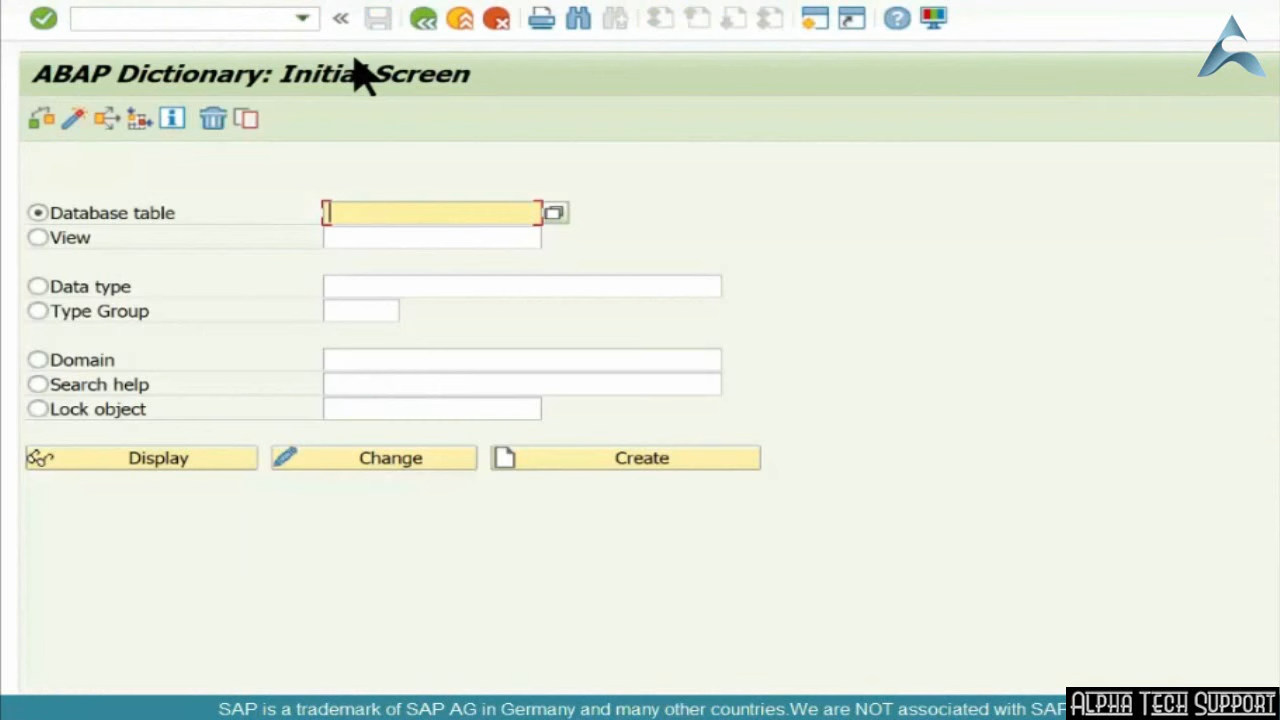 ABAP Dictionary: Initial Screen
Database table
View
Data type
Type Group
Domain
Search help
Lock object
Display Change Create
SAP is a trademark of SAP AG in Germany and many other countries.We are NOT associated with SAP
ALPHA TECH SUPPORT